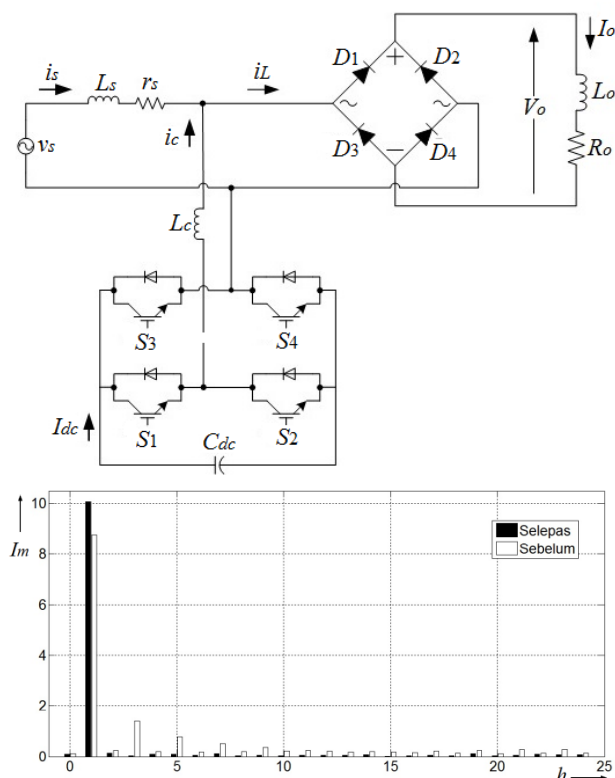 is
Ls
rs
iL
ic
vs
D1
D2
D3
D4
+
−
Vo
Io
Lo
Ro
Lc
S3
S4
S1
S2
Idc
Cdc
Im
10
8
6
4
2
0
Selepas
Sebelum
0 5 10 15 20 25
h